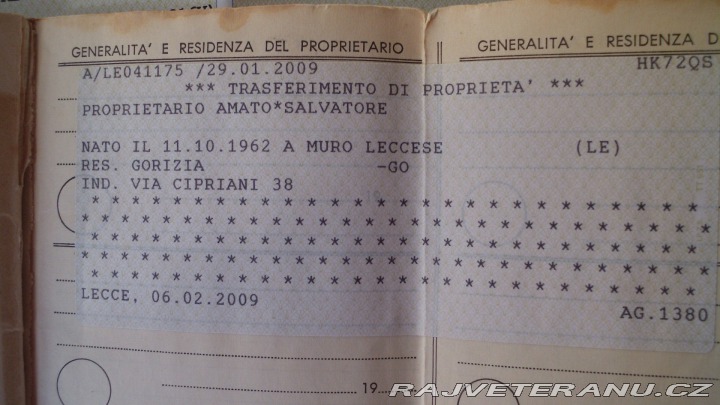 GENERALITA' E RESIDENZA DEL PROPRIETARIO
GENERALITA' E RESIDENZA D
A/LE041175 /29.01.2009
HK72QS
*** TRASFERIMENTO DI PROPRIETA' ***
PROPRIETARIO AMATO*SALVATORE
NATO IL 11.10.1962 A MURO LECCESE (LE)
RES. GORIZIA -GO
IND. VIA CIPRIANI 38
* * * * * * * * * * * * * * * * * * * * * * *
* * * * * * * * * * * * * * * * * * * * * * *
* * * * * * * * * * * * * * * * * * * * * * *
* * * * * * * * * * * * * * * * * * * * * * *
* * * * * * * * * * * * * * * * * * * * * * *
LECCE, 06.02.2009
AG.1380
19
RAJVETERANU.CZ